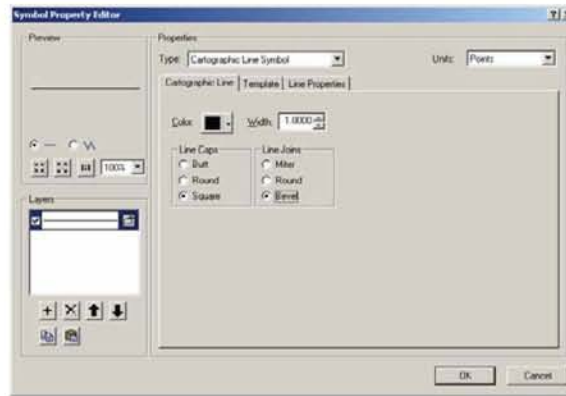 Symbol Property Editor
Preview
Properties
Type: Cartographic Line Symbol
Units: Points
Cartographic Line
Template
Line Properties
Color:
Width: 1.0000
Line Caps
Butt
Round
Square
Line Joins
Miter
Round
Bevel
100%
Layers
OK
Cancel